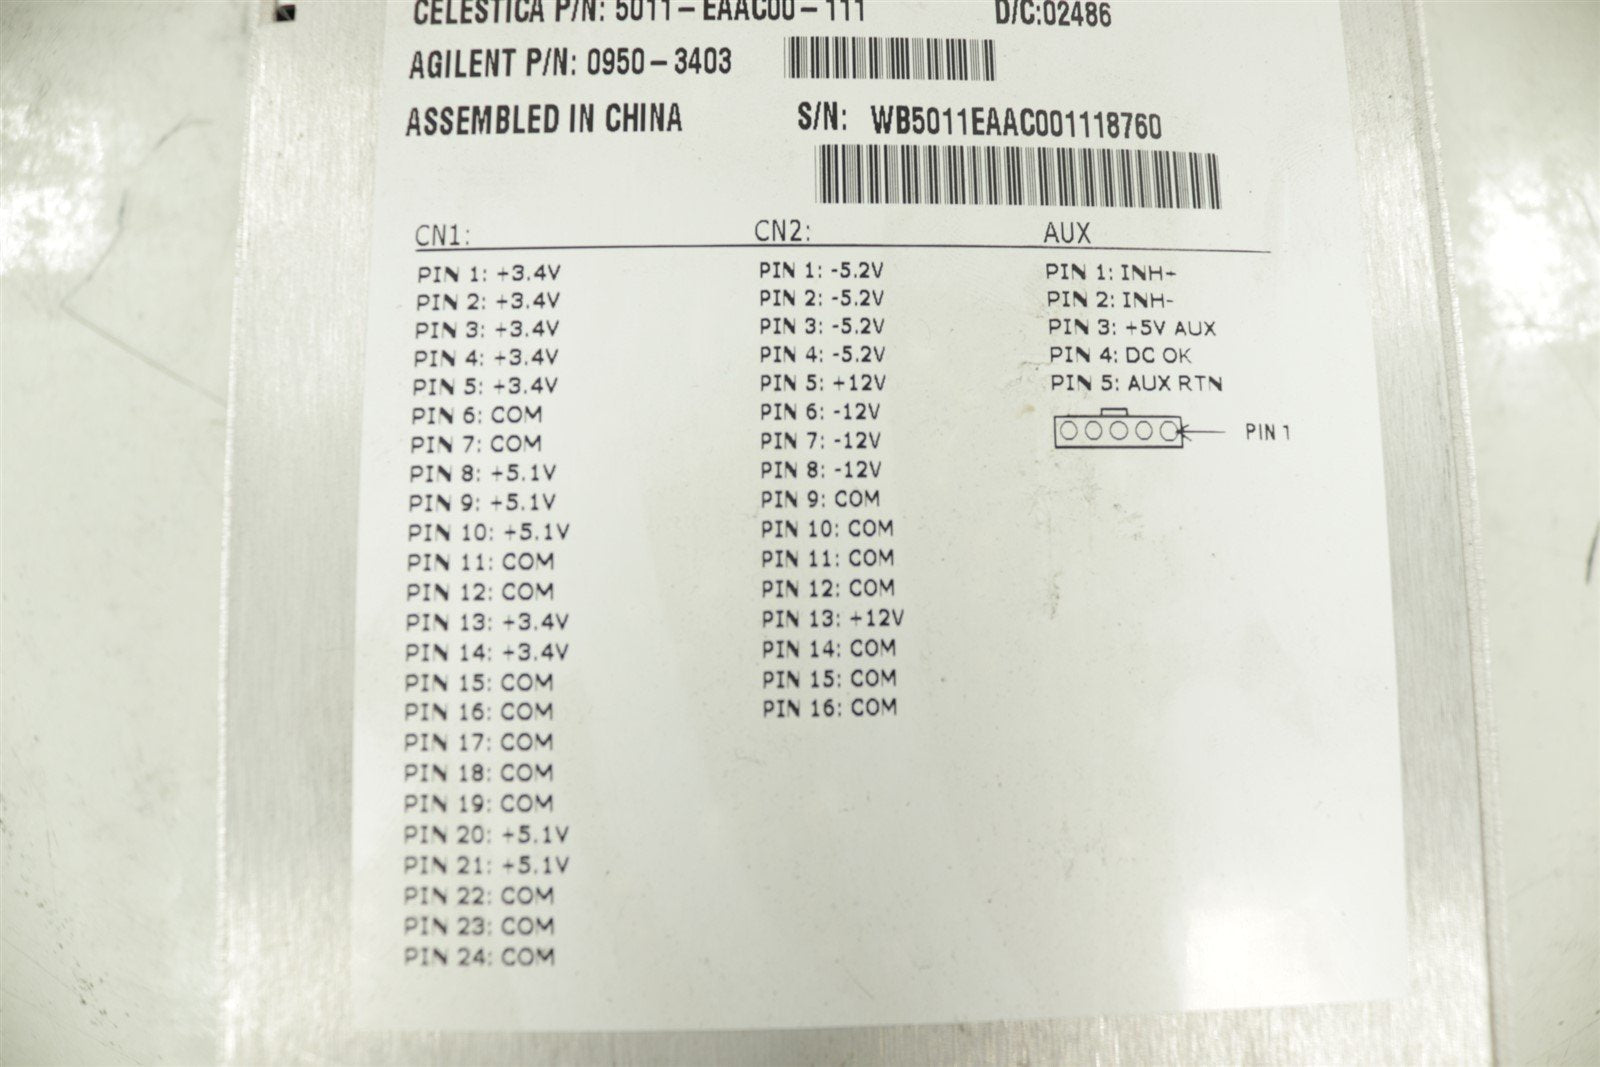 CELESTICA P/N: 5011-EAAC00-111 D/C:02486
AGILENT P/N: 0950-3403
ASSEMBLED IN CHINA S/N: WB5011EAAC001118760
CN1: CN2: AUX
PIN 1: +3.4V PIN 1: -5.2V PIN 1: INH+
PIN 2: +3.4V PIN 2: -5.2V PIN 2: INH-
PIN 3: +3.4V PIN 3: -5.2V PIN 3: +5V AUX
PIN 4: +3.4V PIN 4: -5.2V PIN 4: DC OK
PIN 5: +3.4V PIN 5: +12V PIN 5: AUX RTN
PIN 6: COM PIN 6: -12V PIN 1
PIN 7: COM PIN 7: -12V
PIN 8: +5.1V PIN 8: -12V
PIN 9: +5.1V PIN 9: COM
PIN 10: +5.1V PIN 10: COM
PIN 11: COM PIN 11: COM
PIN 12: COM PIN 12: COM
PIN 13: +3.4V PIN 13: +12V
PIN 14: +3.4V PIN 14: COM
PIN 15: COM PIN 15: COM
PIN 16: COM PIN 16: COM
PIN 17: COM
PIN 18: COM
PIN 19: COM
PIN 20: +5.1V
PIN 21: +5.1V
PIN 22: COM
PIN 23: COM
PIN 24: COM